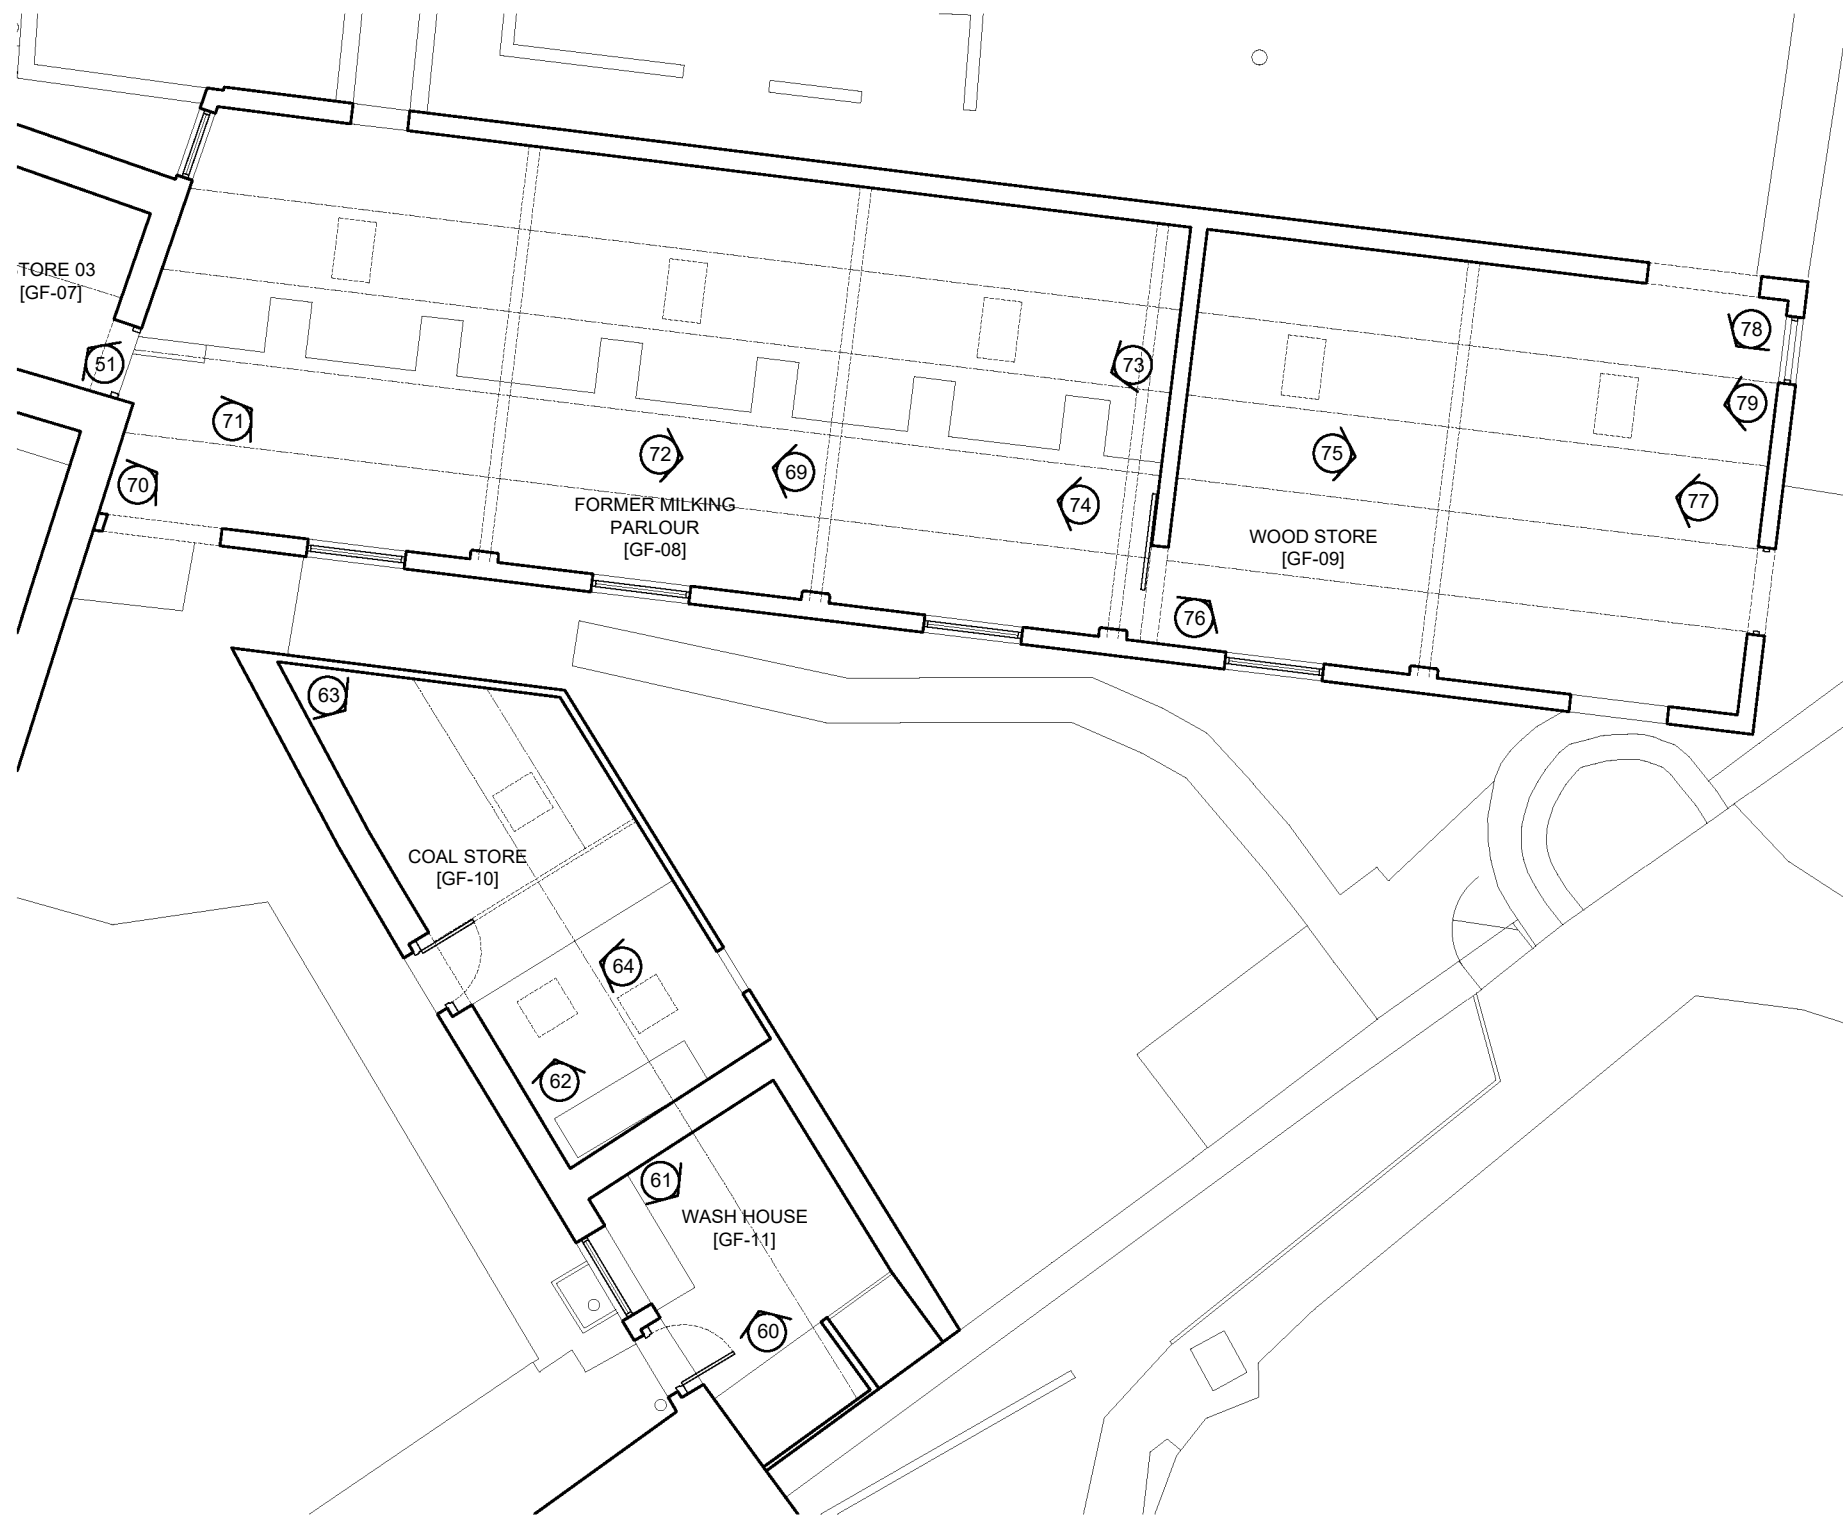 TORE 03
[GF-07]
78
51
73
79
71
72
69
75
70
74
77
FORMER MILKING
PARLOUR
[GF-08]
WOOD STORE
[GF-09]
76
63
COAL STORE
[GF-10]
64
62
61
WASH HOUSE
[GF-11]
60